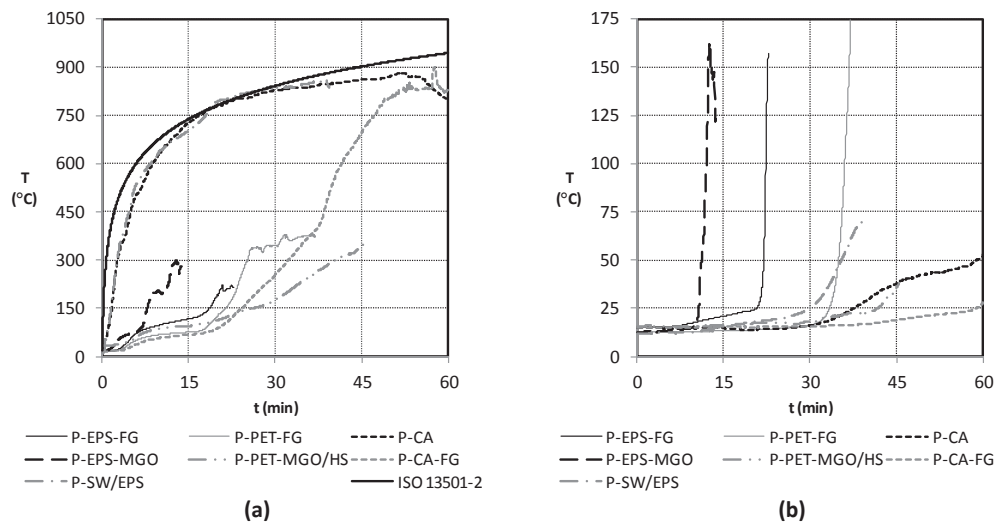 1050
900
750
600
T
(°C)
450
300
150
0
0 15 30 45 60
t (min)
P-EPS-FG P-PET-FG P-CA
P-EPS-MGO P-PET-MGO/HS P-CA-FG
P-SW/EPS ISO 13501-2
(a)
175
150
125
100
T
(°C)
75
50
25
0
0 15 30 45 60
t (min)
P-EPS-FG P-PET-FG P-CA
P-EPS-MGO P-PET-MGO/HS P-CA-FG
P-SW/EPS
(b)